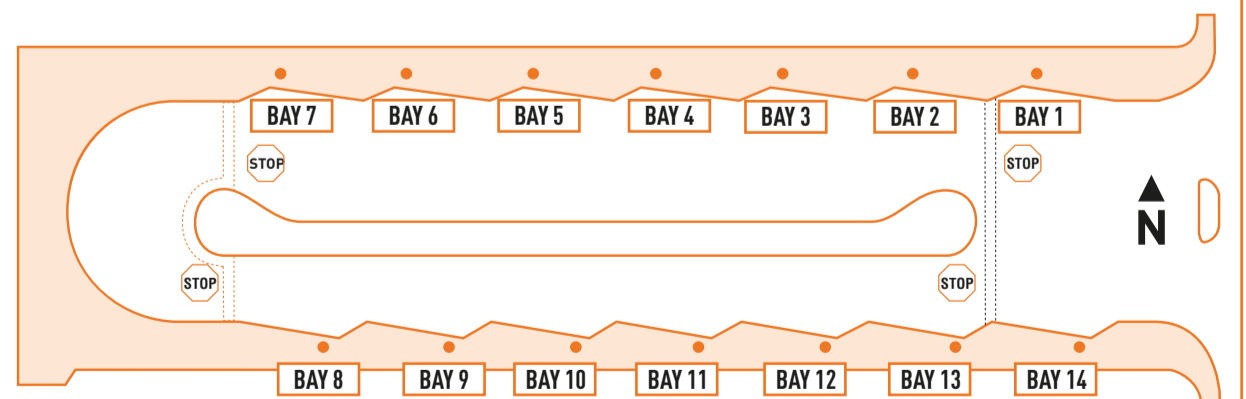 BAY 7
BAY 6
BAY 5
BAY 4
BAY 3
BAY 2
BAY 1
STOP
STOP
N
STOP
STOP
BAY 8
BAY 9
BAY 10
BAY 11
BAY 12
BAY 13
BAY 14